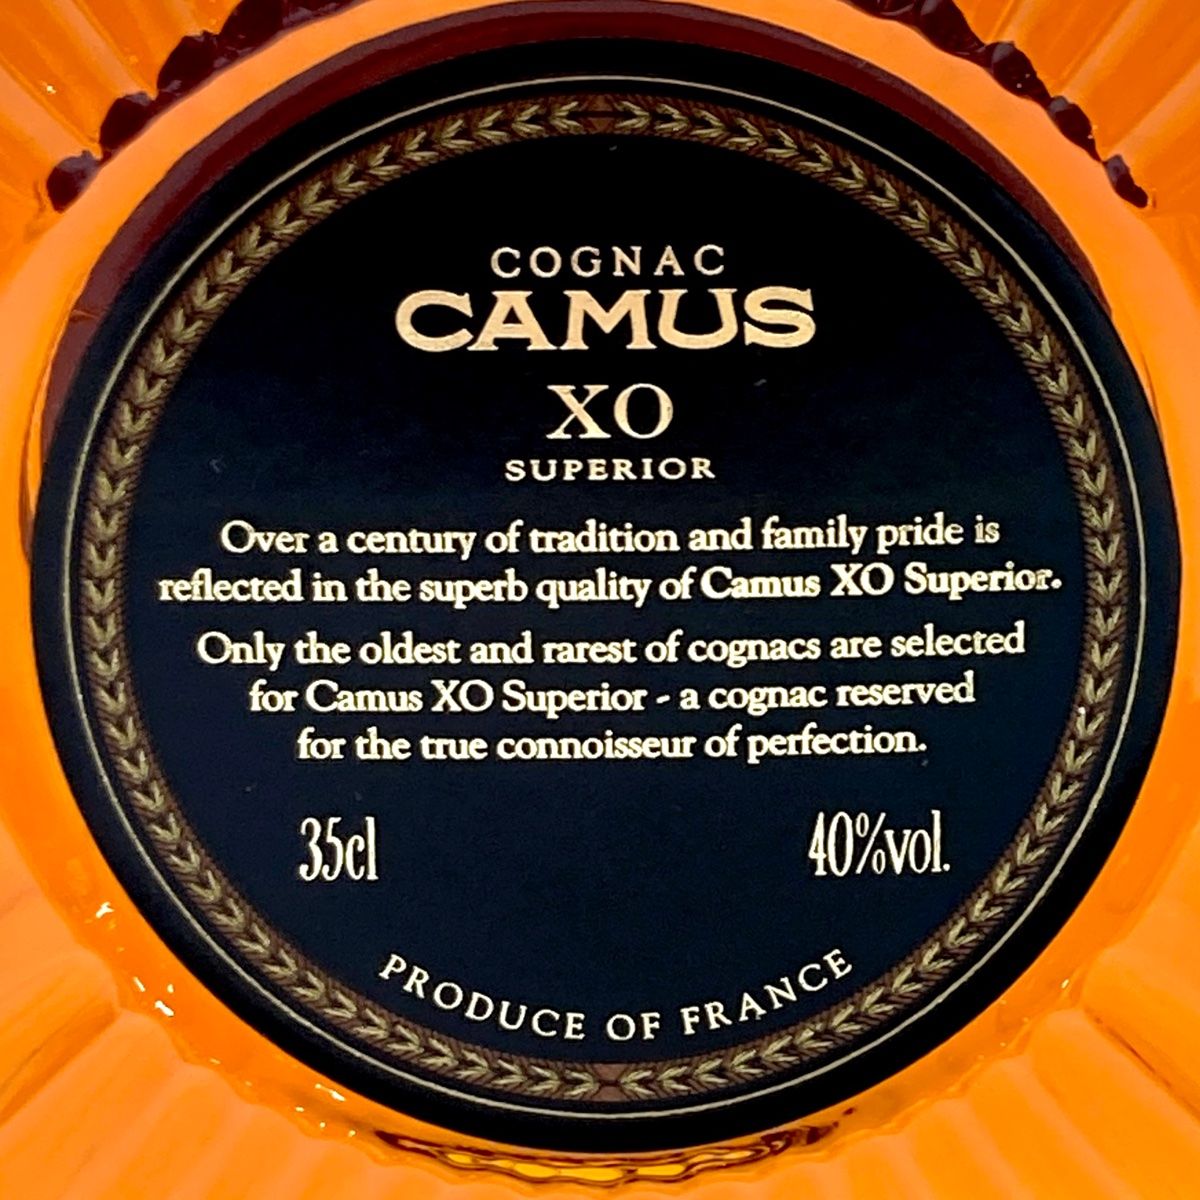 COGNAC
CAMUS
XO
SUPERIOR
Over a century of tradition and family pride is
reflected in the superb quality of Camus XO Superior.
Only the oldest and rarest of cognacs are selected
for Camus XO Superior - a cognac reserved
for the true connoisseur of perfection.
35cl 40%vol.
PRODUCE OF FRANCE